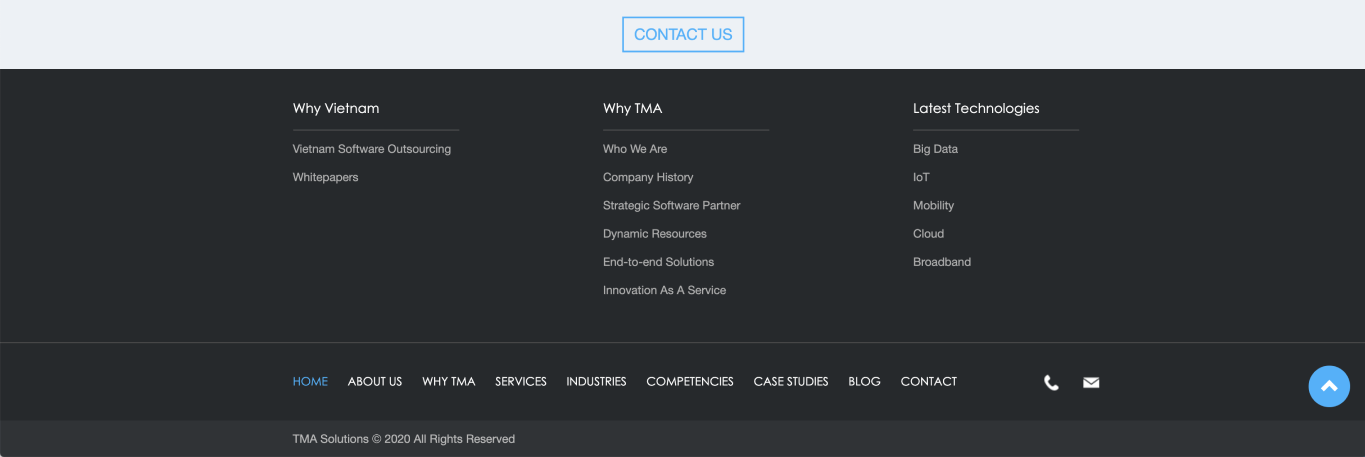 CONTACT US
Why Vietnam
Vietnam Software Outsourcing
Whitepapers
Why TMA
Who We Are
Company History
Strategic Software Partner
Dynamic Resources
End-to-end Solutions
Innovation As A Service
Latest Technologies
Big Data
IoT
Mobility
Cloud
Broadband
HOME ABOUT US WHY TMA SERVICES INDUSTRIES COMPETENCIES CASE STUDIES BLOG CONTACT
TMA Solutions © 2020 All Rights Reserved